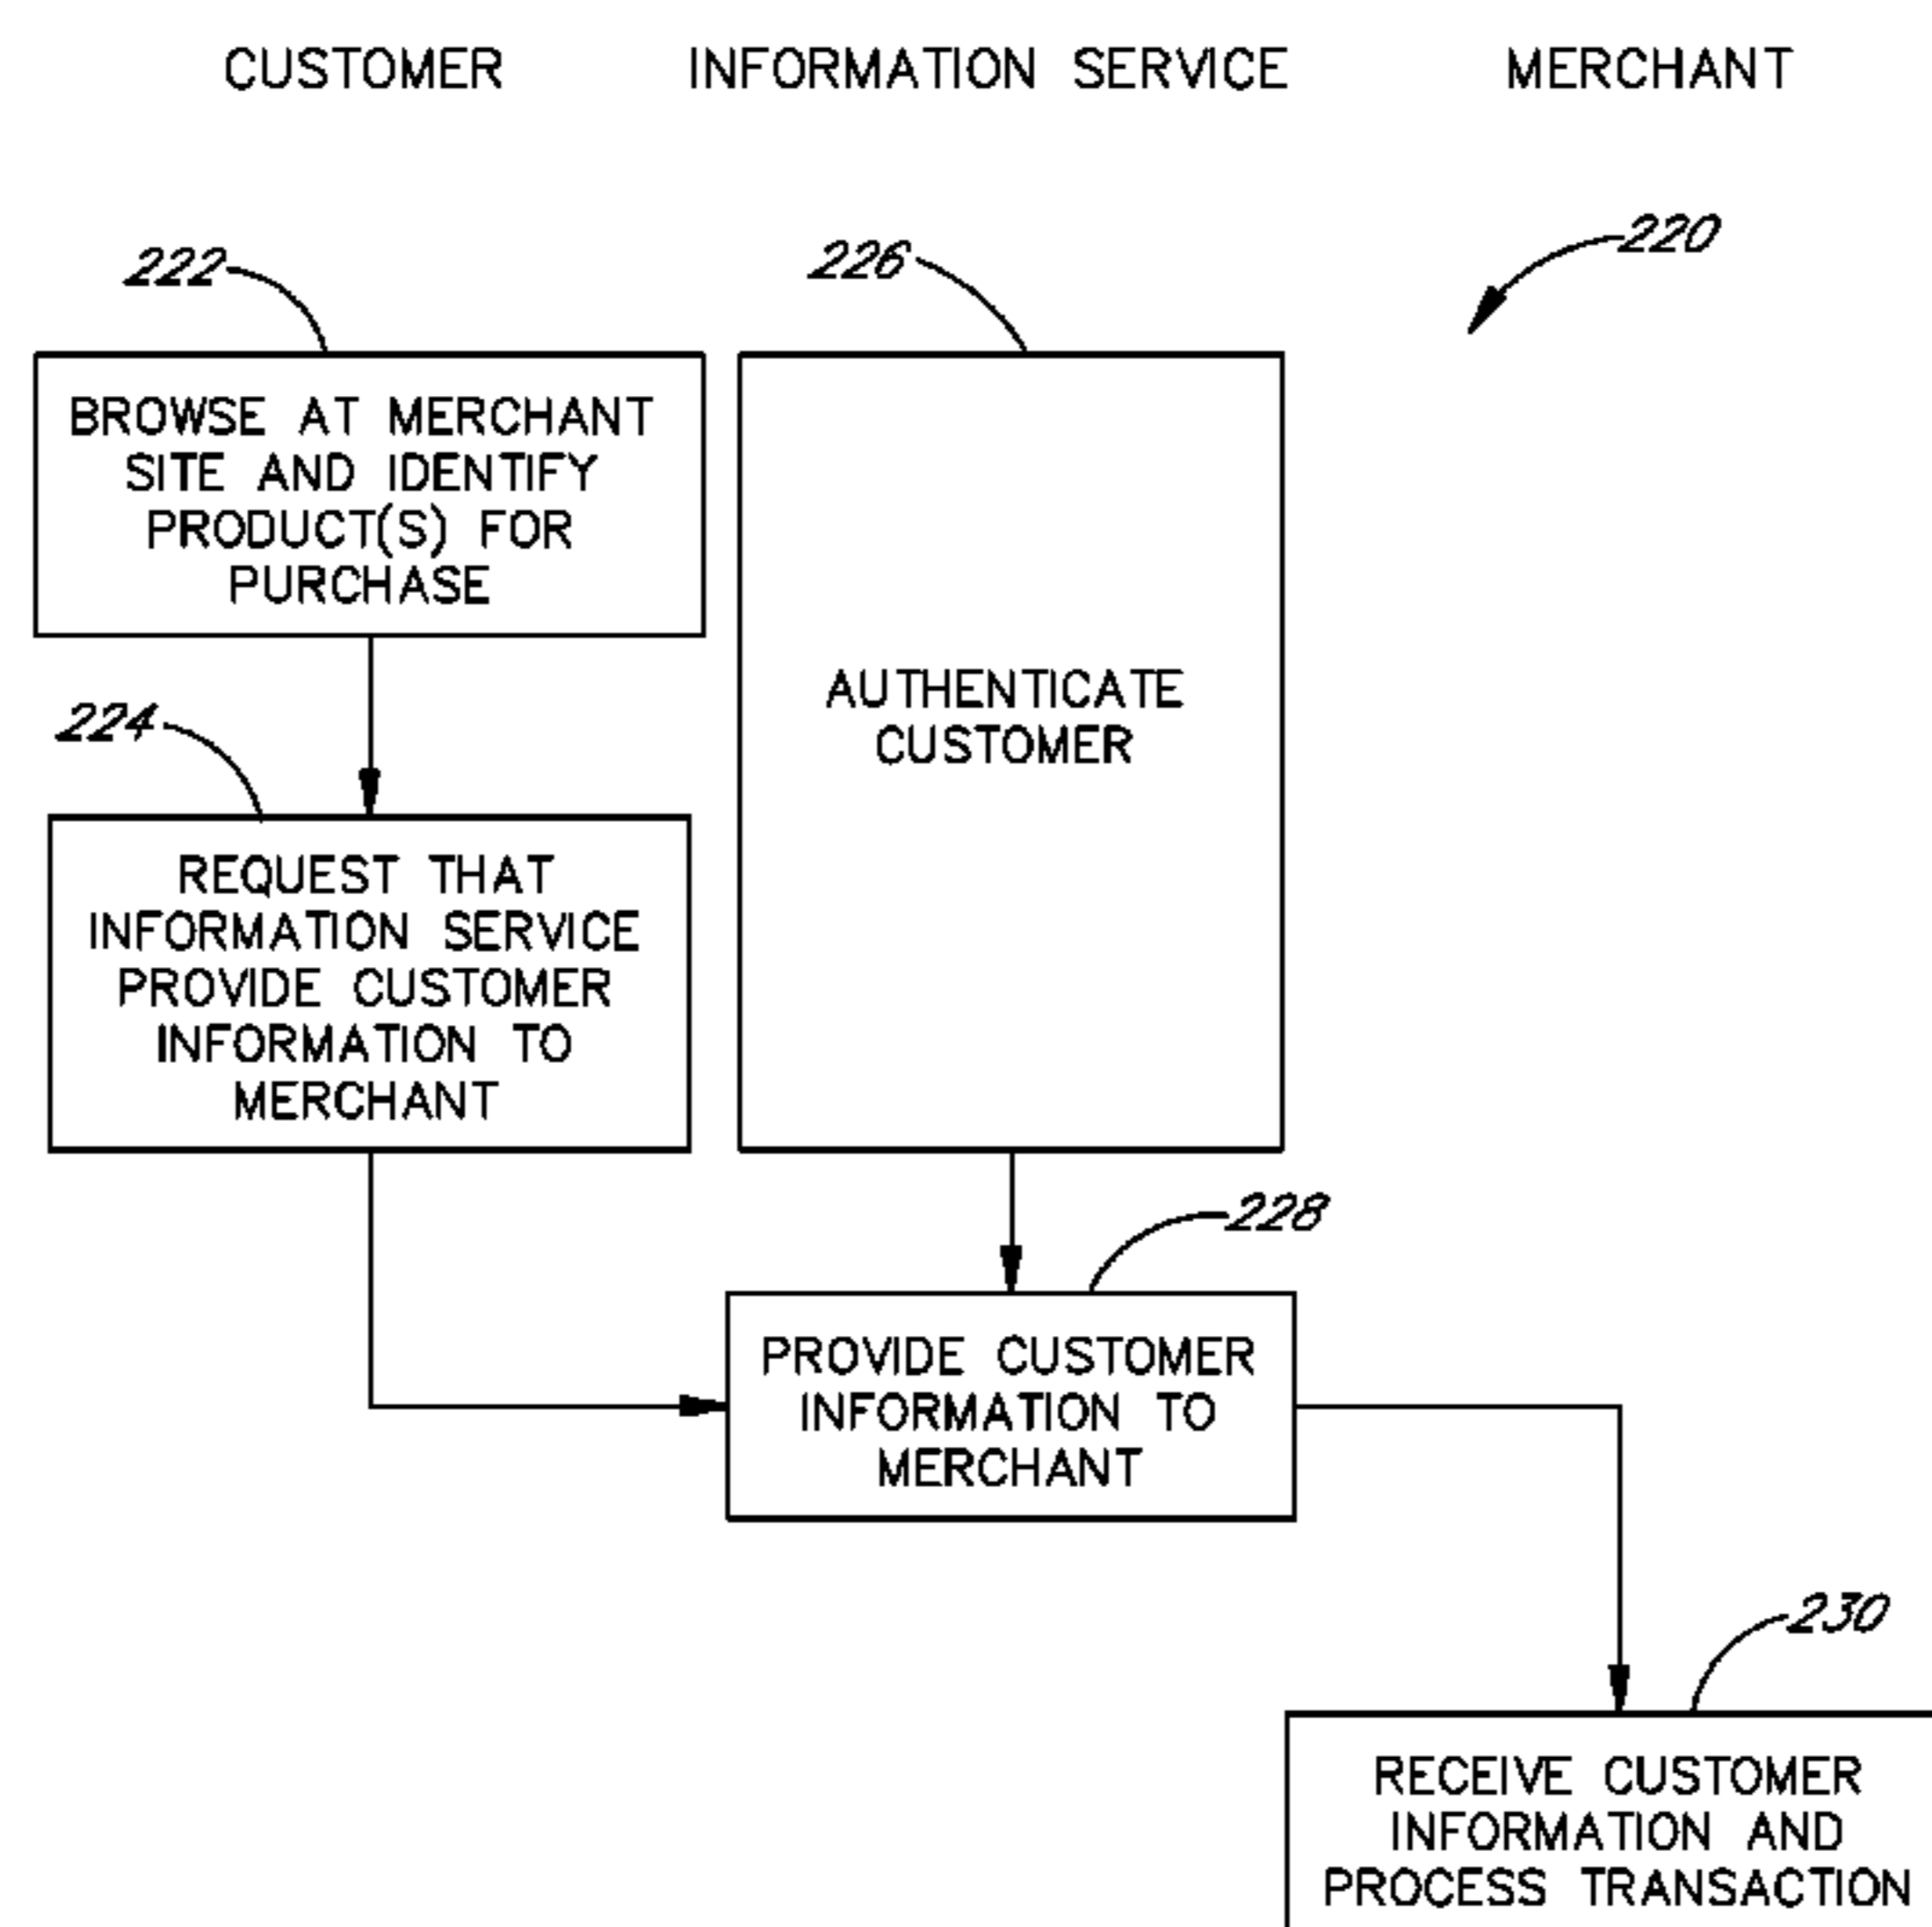 CUSTOMER INFORMATION SERVICE MERCHANT
220
222
BROWSE AT MERCHANT
SITE AND IDENTIFY
PRODUCT(S) FOR
PURCHASE
226
AUTHENTICATE
CUSTOMER
224
REQUEST THAT
INFORMATION SERVICE
PROVIDE CUSTOMER
INFORMATION TO
MERCHANT
228
PROVIDE CUSTOMER
INFORMATION TO
MERCHANT
230
RECEIVE CUSTOMER
INFORMATION AND
PROCESS TRANSACTION